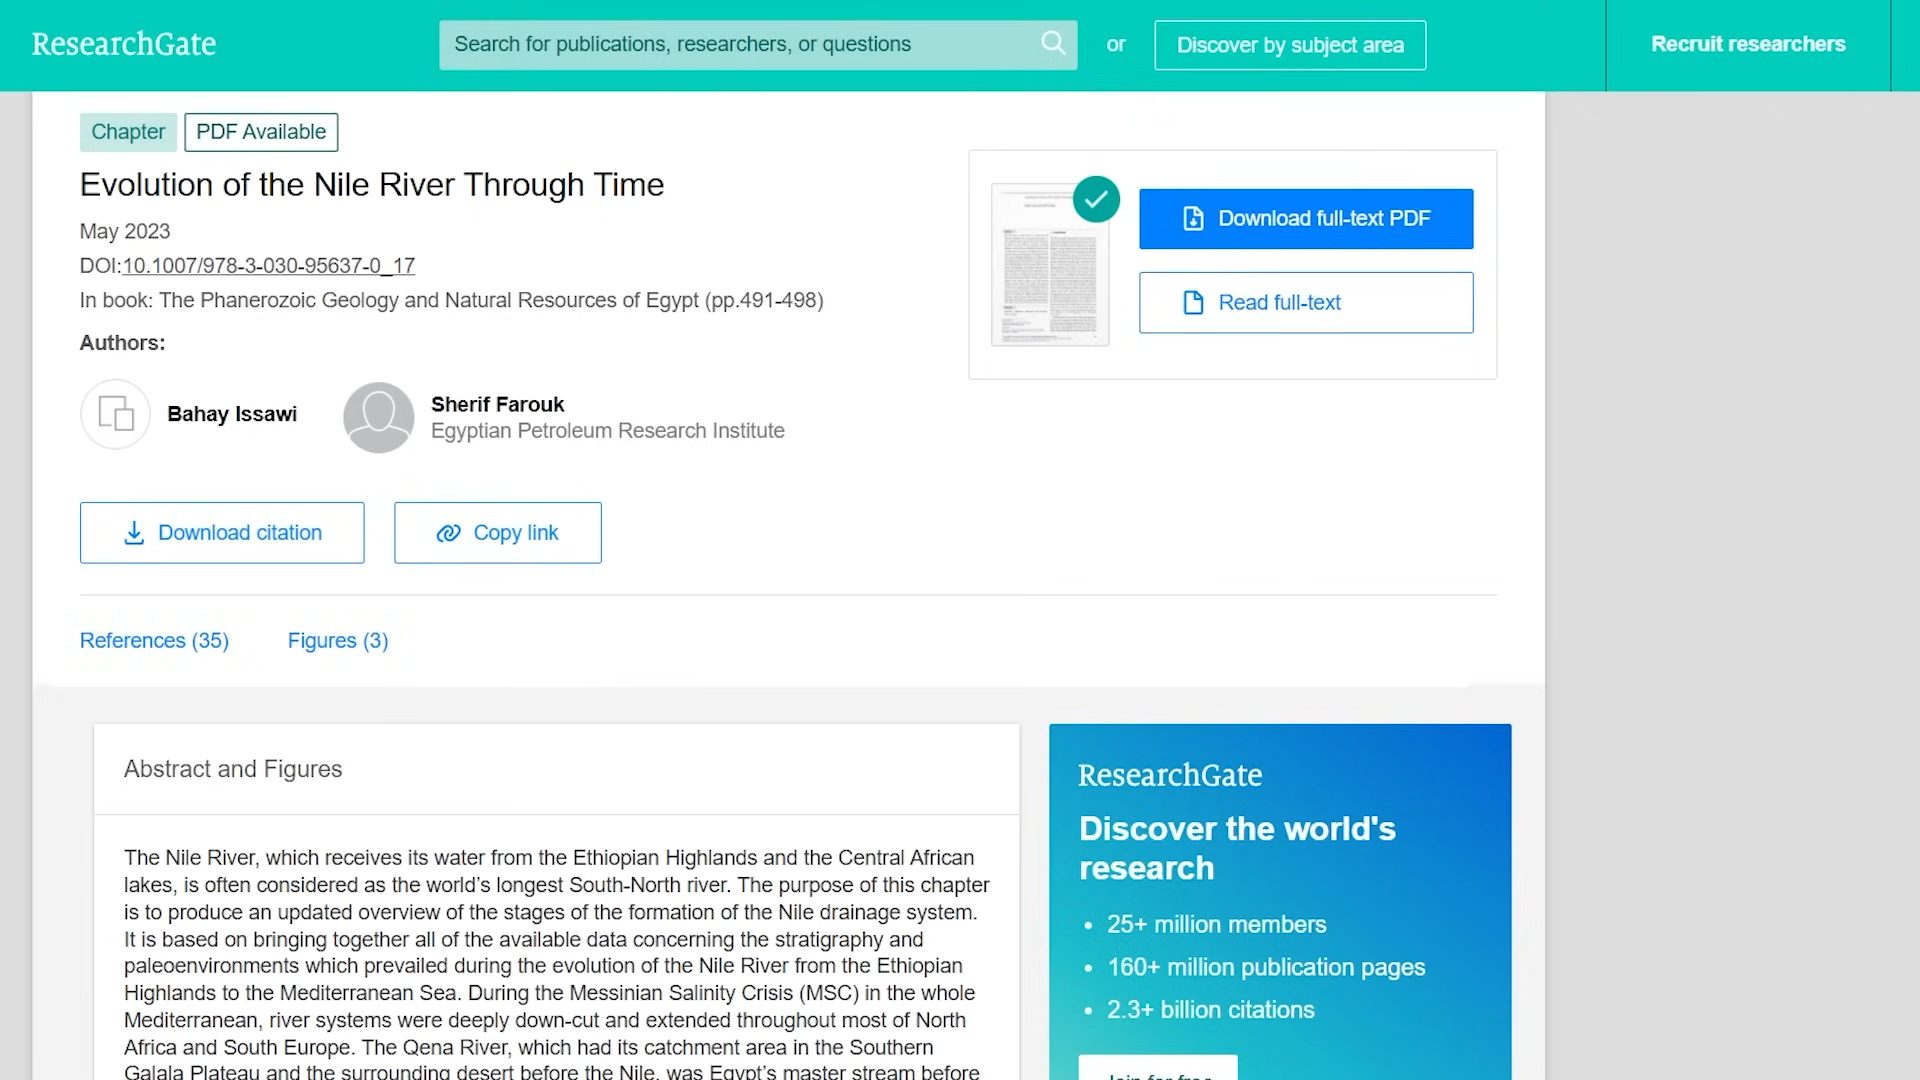 ResearchGate
Search for publications, researchers, or questions
or
Discover by subject area
Recruit researchers
Chapter
PDF Available
Evolution of the Nile River Through Time
May 2023
DOI:10.1007/978-3-030-95637-0_17
In book: The Phanerozoic Geology and Natural Resources of Egypt (pp.491-498)
Authors:
Bahay Issawi
Sherif Farouk
Egyptian Petroleum Research Institute
Download full-text PDF
Read full-text
Download citation
Copy link
References (35)
Figures (3)
Abstract and Figures
The Nile River, which receives its water from the Ethiopian Highlands and the Central African
lakes, is often considered as the world's longest South-North river. The purpose of this chapter
is to produce an updated overview of the stages of the formation of the Nile drainage system.
It is based on bringing together all of the available data concerning the stratigraphy and
paleoenvironments which prevailed during the evolution of the Nile River from the Ethiopian
Highlands to the Mediterranean Sea. During the Messinian Salinity Crisis (MSC) in the whole
Mediterranean, river systems were deeply down-cut and extended throughout most of North
Africa and South Europe. The Qena River, which had its catchment area in the Southern
Galala Plateau and the surrounding desert before the Nile, was Egypt's master stream before
ResearchGate
Discover the world's
research
• 25+ million members
• 160+ million publication pages
• 2.3+ billion citations
Join for free